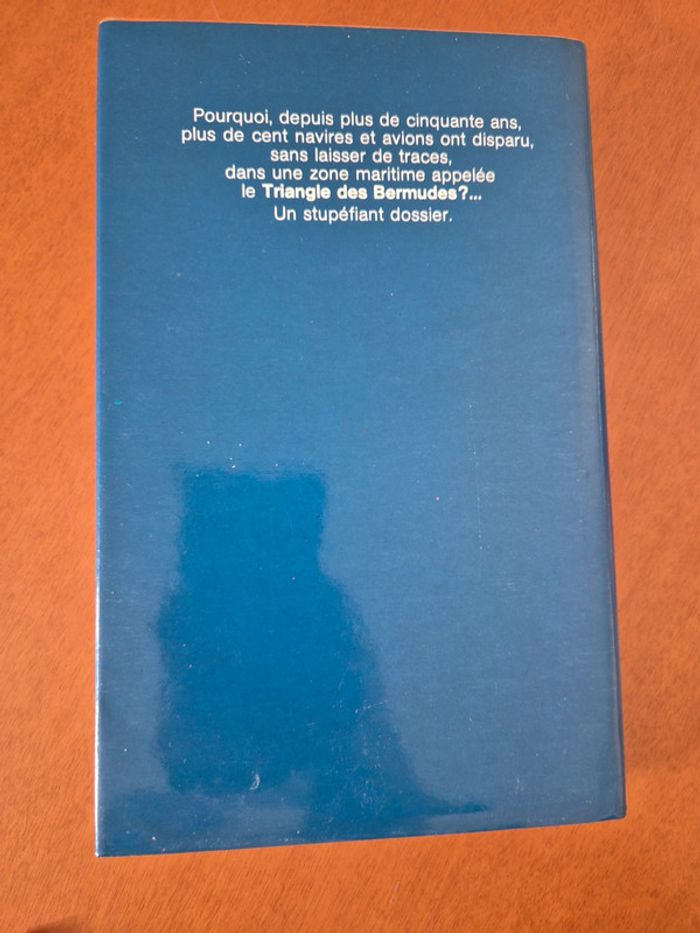 Pourquoi, depuis plus de cinquante ans,
plus de cent navires et avions ont disparu,
sans laisser de traces,
dans une zone maritime appelée
le Triangle des Bermudes?...
Un stupéfiant dossier.